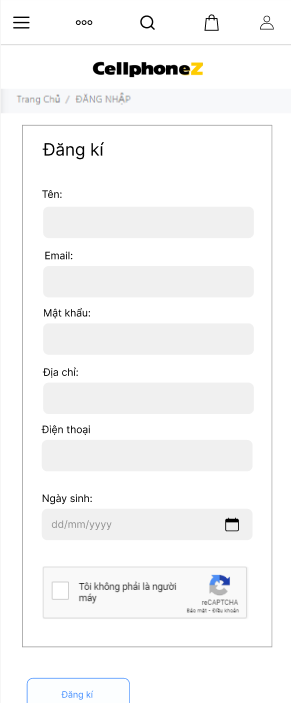 CellphoneZ
Trang Chủ / ĐĂNG NHẬP
Đăng kí
Tên:
Email:
Mật khẩu:
Địa chỉ:
Điện thoại
Ngày sinh:
dd/mm/yyyy
Tôi không phải là người
máy
reCAPTCHA
Bảo mật - Điều khoản
Đăng kí